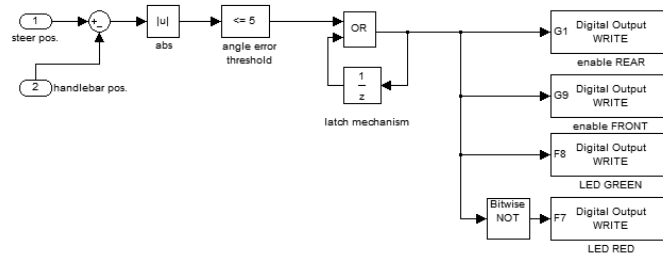 1
steer pos.
2
handlebar pos.
+
-
|u|
abs
<= 5
angle error
threshold
OR
1
z
latch mechanism
G1 Digital Output
WRITE
enable REAR
G9 Digital Output
WRITE
enable FRONT
F8 Digital Output
WRITE
LED GREEN
Bitwise
NOT
F7 Digital Output
WRITE
LED RED